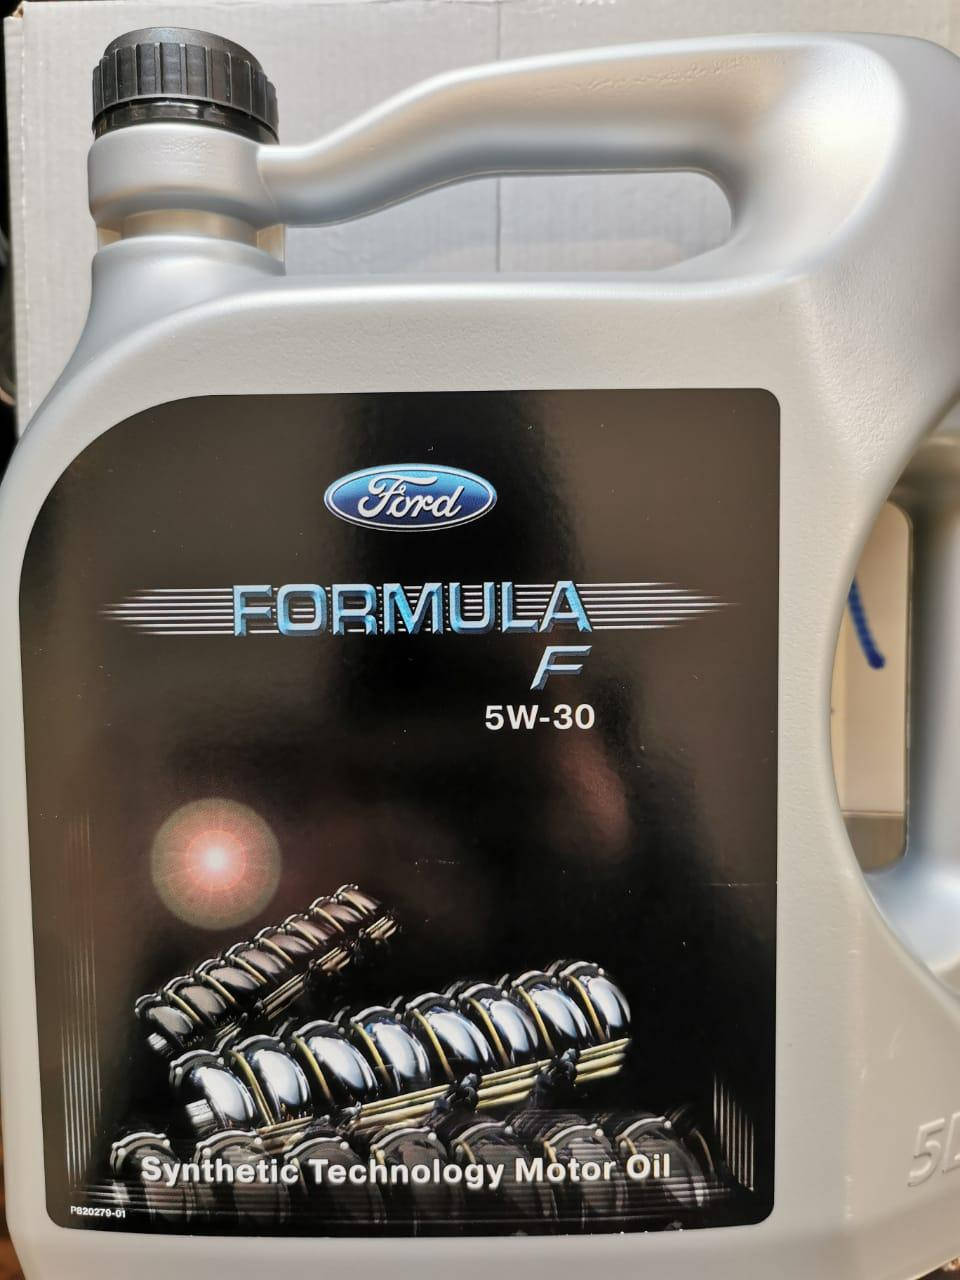 Ford
FORMULA
F
5W-30
Synthetic Technology Motor Oil
P820279-01
5L